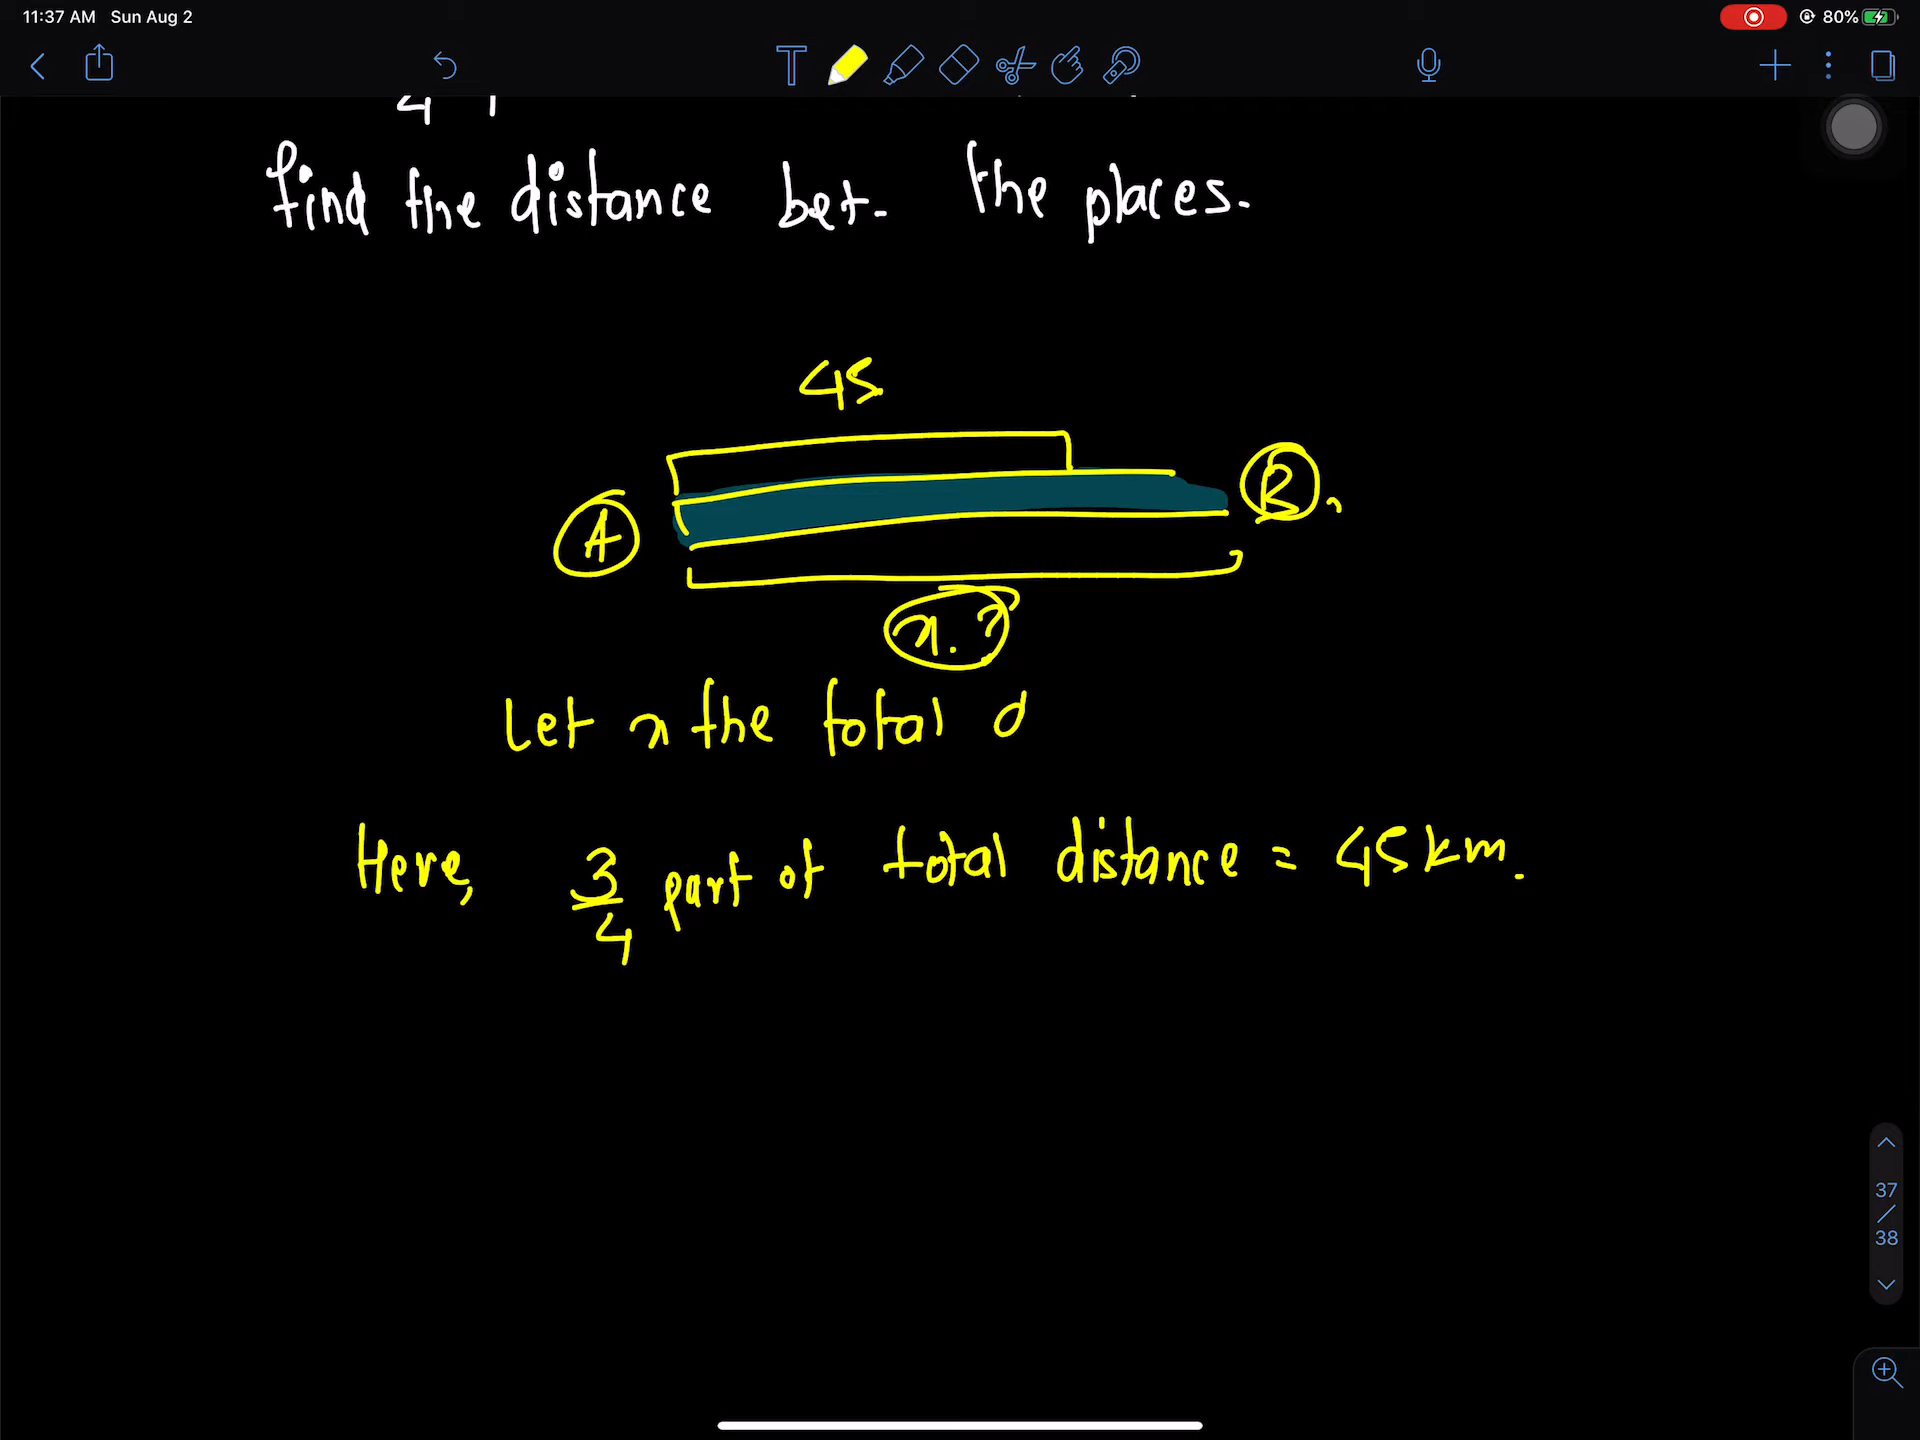 11:37 AM Sun Aug 2
80%
find the distance bet- the places.
45
A
B
x ?
Let x the total d
Here, 3/4 part of total distance = 45 km.
37
/
38